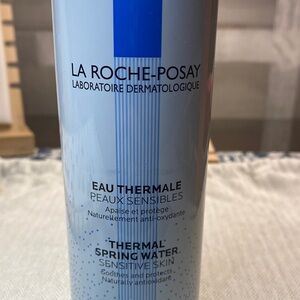 LA ROCHE-POSAY
LABORATOIRE DERMATOLOGIQUE
EAU THERMALE
PEAUX SENSIBLES
Apaise et protège
Naturellement anti-oxydante
THERMAL
SPRING WATER
SENSITIVE SKIN
Soothes and protects
Naturally antioxidant